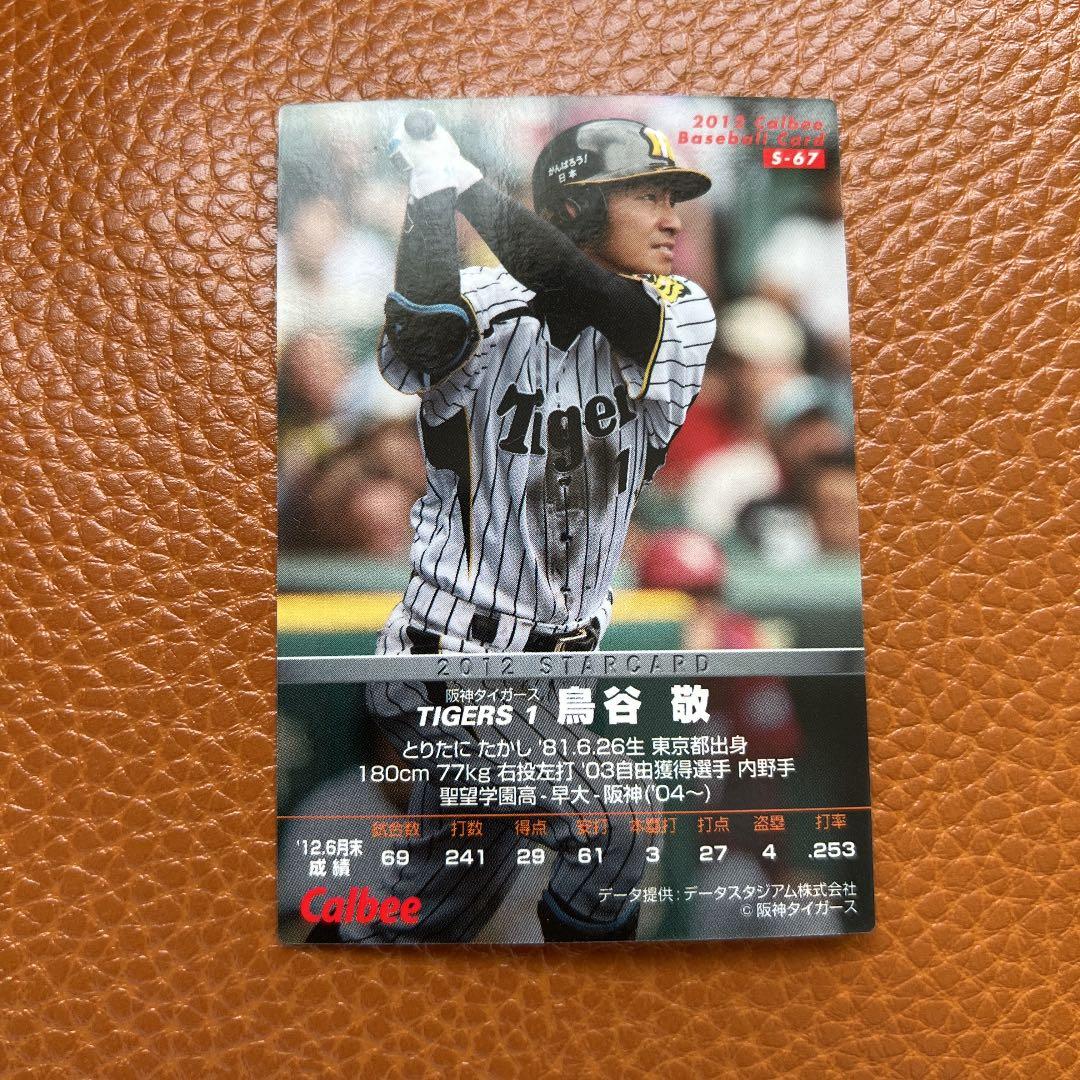 2012 Calbee
Baseball Card
S-67
がんばろう!
日本
Tigers
1
2012 STARCARD
阪神タイガース
TIGERS 1 鳥谷 敬
とりたに たかし '81.6.26生 東京都出身
180cm 77kg 右投左打 '03自由獲得選手 内野手
聖望学園高-早大-阪神('04〜)
試合数 打数 得点 安打 本塁打 打点 盗塁 打率
'12.6月末
成績 69 241 29 61 3 27 4 .253
Calbee
データ提供:データスタジアム株式会社
© 阪神タイガース